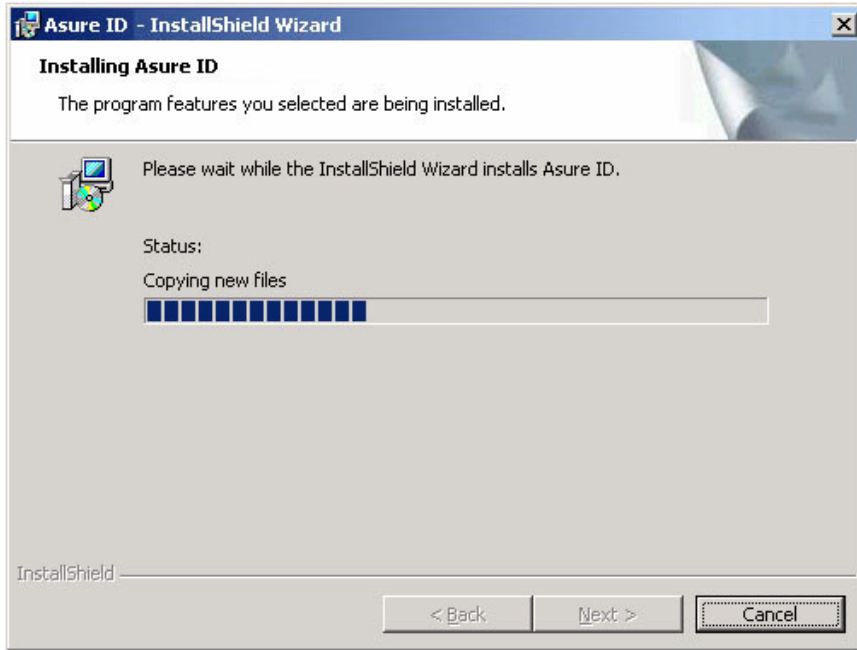 Asure ID - InstallShield Wizard
Installing Asure ID
The program features you selected are being installed.
Please wait while the InstallShield Wizard installs Asure ID.
Status:
Copying new files
InstallShield
< Back Next > Cancel